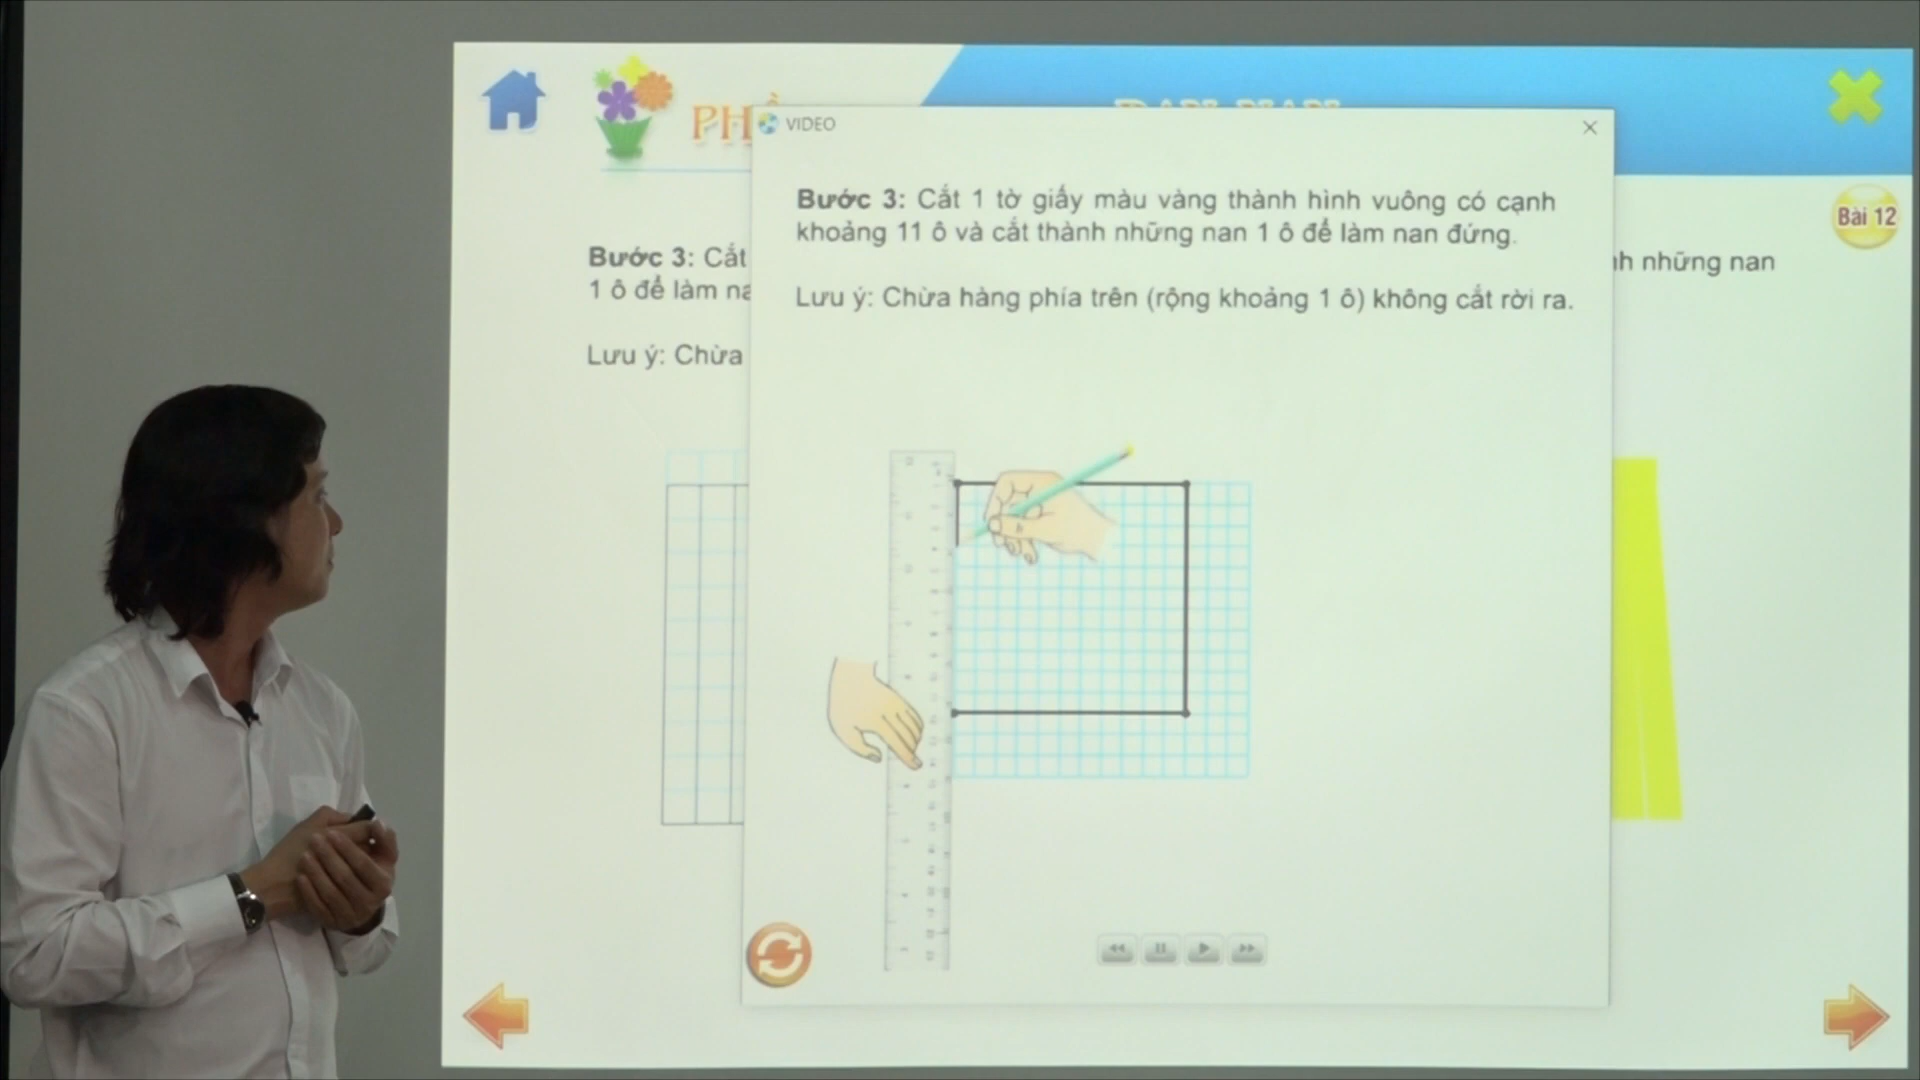 VIDEO
Bài 12
Bước 3: Cắt 1 tờ giấy màu vàng thành hình vuông có cạnh
khoảng 11 ô và cắt thành những nan 1 ô để làm nan đứng.
Lưu ý: Chừa hàng phía trên (rộng khoảng 1 ô) không cắt rời ra.
Bước 3: Cắt
những nan
1 ô để làm
Lưu ý: Chừa